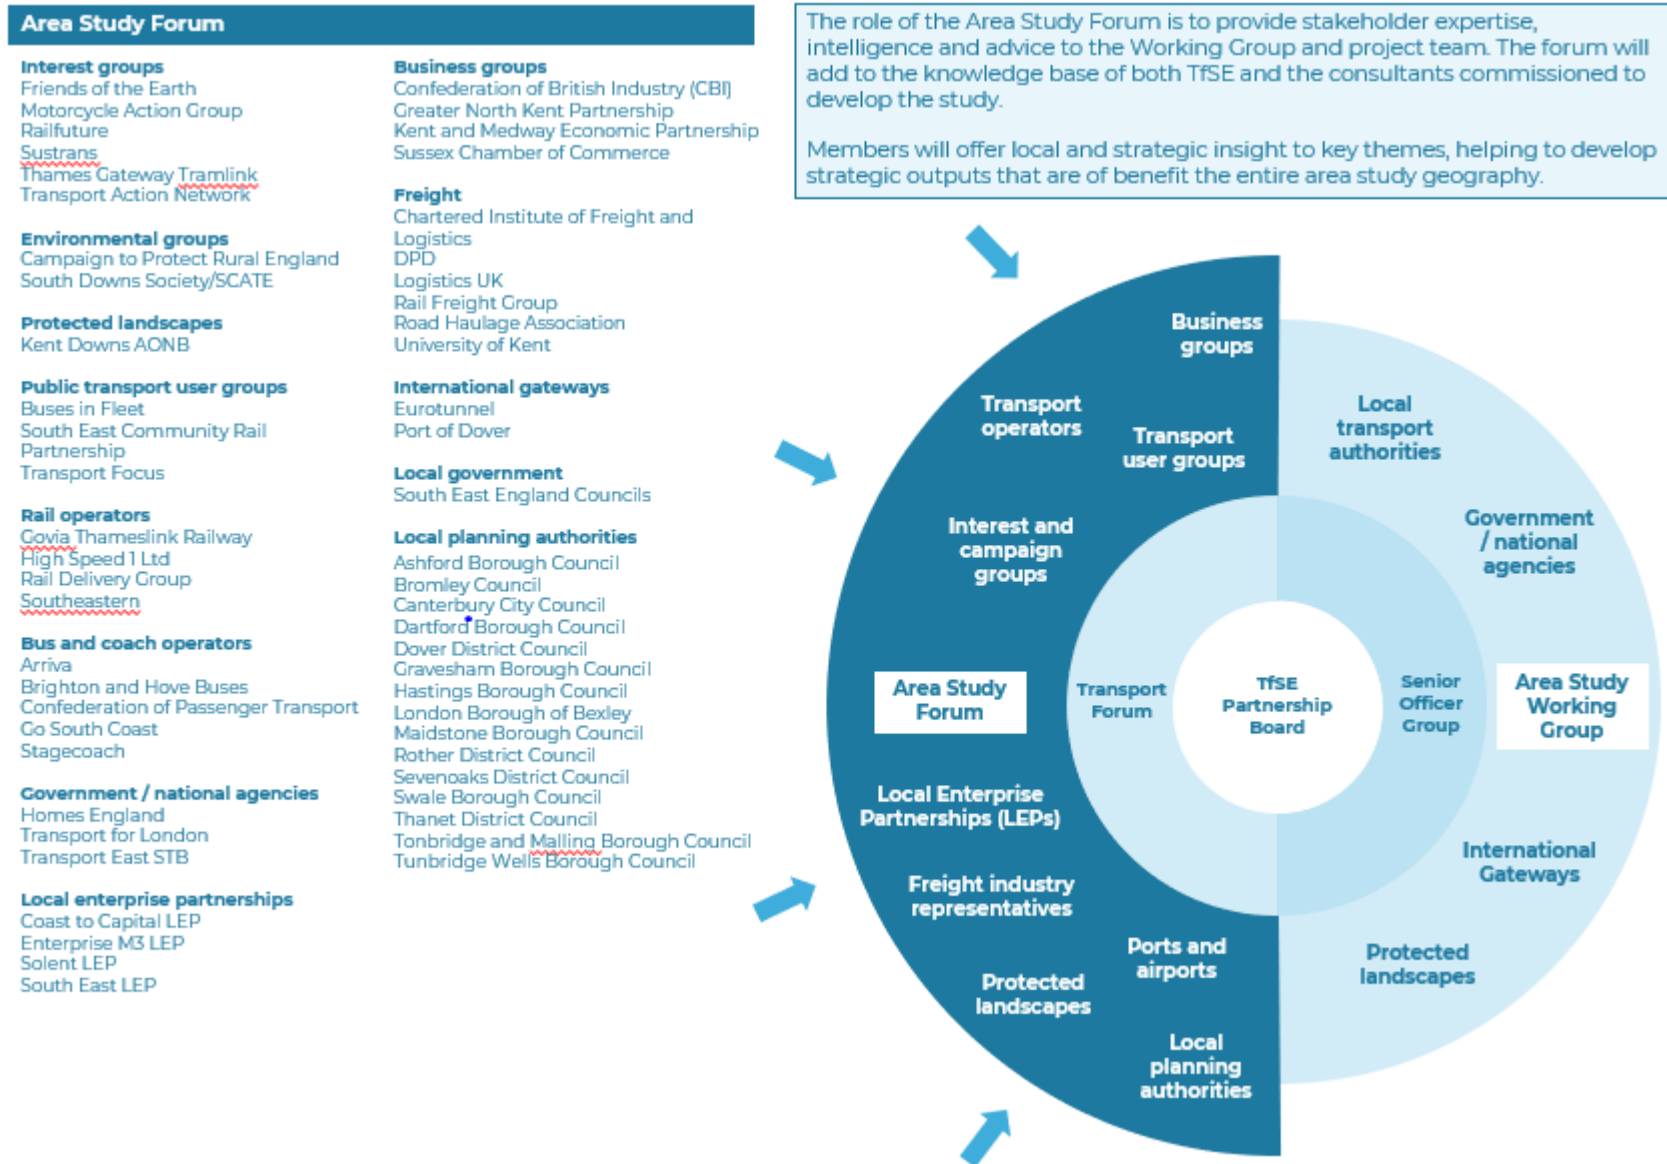 Area Study Forum
Interest groups
Friends of the Earth
Motorcycle Action Group
Railfuture
Sustrans
Thames Gateway Tramlink
Transport Action Network
Environmental groups
Campaign to Protect Rural England
South Downs Society/SCATE
Protected landscapes
Kent Downs AONB
Public transport user groups
Buses in Fleet
South East Community Rail
Partnership
Transport Focus
Rail operators
Govia Thameslink Railway
High Speed 1 Ltd
Rail Delivery Group
Southeastern
Bus and coach operators
Arriva
Brighton and Hove Buses
Confederation of Passenger Transport
Go South Coast
Stagecoach
Government / national agencies
Homes England
Transport for London
Transport East STB
Local enterprise partnerships
Coast to Capital LEP
Enterprise M3 LEP
Solent LEP
South East LEP
Business groups
Confederation of British Industry (CBI)
Greater North Kent Partnership
Kent and Medway Economic Partnership
Sussex Chamber of Commerce
Freight
Chartered Institute of Freight and
Logistics
DPD
Logistics UK
Rail Freight Group
Road Haulage Association
University of Kent
International gateways
Eurotunnel
Port of Dover
Local government
South East England Councils
Local planning authorities
Ashford Borough Council
Bromley Council
Canterbury City Council
Dartford Borough Council
Dover District Council
Gravesham Borough Council
Hastings Borough Council
London Borough of Bexley
Maidstone Borough Council
Rother District Council
Sevenoaks District Council
Swale Borough Council
Thanet District Council
Tonbridge and Malling Borough Council
Tunbridge Wells Borough Council
The role of the Area Study Forum is to provide stakeholder expertise,
intelligence and advice to the Working Group and project team. The forum will
add to the knowledge base of both TfSE and the consultants commissioned to
develop the study.
Members will offer local and strategic insight to key themes, helping to develop
strategic outputs that are of benefit the entire area study geography.
Business
groups
Transport
operators
Transport
user groups
Interest and
campaign
groups
Area Study
Forum
Local Enterprise
Partnerships (LEPs)
Freight industry
representatives
Ports and
airports
Protected
landscapes
Local
planning
authorities
Transport
Forum
TfSE
Partnership
Board
Senior
Officer
Group
Local
transport
authorities
Government
/ national
agencies
Area Study
Working
Group
International
Gateways
Protected
landscapes